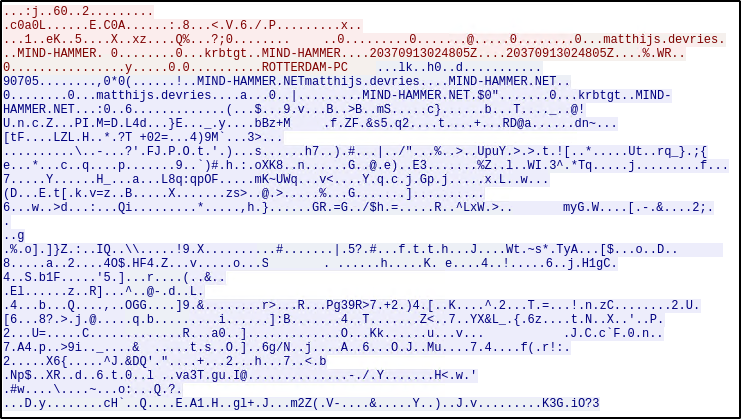 ...:j..60..2.........
.c0a0L......E.C0A......:.8...<.V.6./.P.........x..
...1..eK..5....X..xz....Q%...?;0........     ..0.........0.......@.....0........0...matthijs.devries.
..MIND-HAMMER. 0........0...krbtgt..MIND-HAMMER....20370913024805Z....20370913024805Z....%.WR..
0................y......0.0..........ROTTERDAM-PC    ...lk..h0..d...........
90705........,0*0(......!..MIND-HAMMER.NETmatthijs.devries....MIND-HAMMER.NET..
0........0...matthijs.devries....a...0..|........MIND-HAMMER.NET.$0".......0...krbtgt..MIND-
HAMMER.NET...:0..6.............(...$...9.v...B..>B..mS.....c}......b...T...._..@!
U.n.c.Z...PI.M=D.L4d...}E..._.y....bBz+M    .f.ZF.&s5.q2....t....+...RD@a......dn~...
[tF....LZL.H..*.?T +02=...4)9M`...3>...
..........\..-...?'.FJ.P.O.t.'.)...s......h7..).#...|../"...%..>..UpuY.>.>.t.![..*.....Ut..rq_}.;{
e...*...c..q....p.......9..`)#.h.:.oXK8..n......G..@.e)..E3.......%Z..l..WI.3^.*Tq.....j.........f...
7.....Y......H_...a...L8q:qpOF.....mK~UWq...v<....Y.q.c.j.Gp.j.....x.L..w...
(D...E.t[.k.v=z..B.....X.......zs>..@.>.....%...G.......].........
6...w..>d...:...Qi.........*.....,h.}......GR.=G../$h.=.....R..^LxW.>..       myG.W....[.-.&....2;.
.
..g
.%.o].]}Z.:..IQ..\\.....!9.X..........#.......|.5?.#...f.t.t.h...J....Wt.~s*.TyA...[$...o..D..
8.....a..2....4O$.HF4.Z...v.....o...S       . ......h.....K. e....4..!.....6..j.H1gC.
4..S.b1F.....'5.]...r....(..&..
.El......z..R]...^..@-.d..L.
.4...b...Q....,..OGG....]9.&........r>...R...Pg39R>7.+2.)4.[..K....^.2...T.=...!.n.zC........2.U.
[6...8?.>.j.@.....q.b.........i......]:B.......4..T.......Z<..7..YX&L_.{.6z....t.N..X..'..P.
2...U=.....C.............R...a0..].............O...Kk......u...v...            .J.C.c`F.0.n..
7.A4.p..>9i.._....&   ....t.s..O.]..6g/N..j....A..6...O.J..Mu....7.4....f(.r!:.
2.....X6{.....^J.&DQ'."....+...2...h...7..<.b
.Np$..XR..d..6.t.0..l ..va3T.gu.I@..............-./.Y.......H<.w.'
.#w....\....~...o:...Q.?.
...D.y........cH`..Q....E.A1.H..gl+.J...m2Z(.V-....&.....Y..)..J.v.........K3G.iO?3